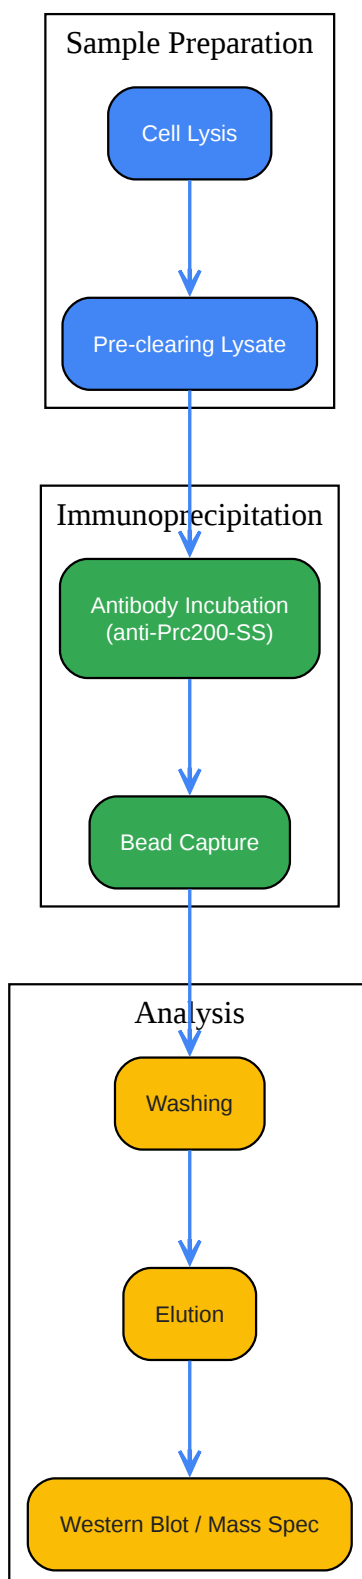 Sample Preparation
Cell Lysis
Pre-clearing Lysate
Immunoprecipitation
Antibody Incubation
(anti-Prc200-SS)
Bead Capture
Analysis
Washing
Elution
Western Blot / Mass Spec